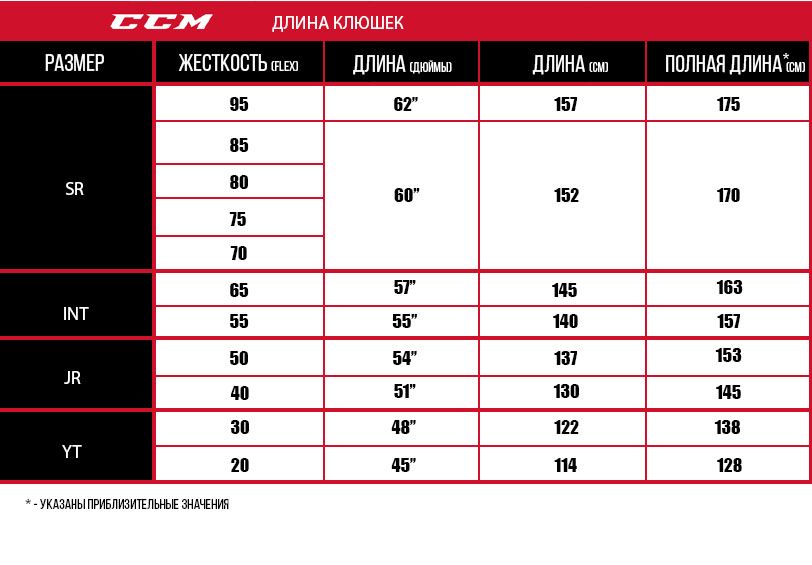 CCM ДЛИНА КЛЮШЕК
РАЗМЕР ЖЕСТКОСТЬ (FLEX) ДЛИНА (ДЮЙМЫ) ДЛИНА (СМ) ПОЛНАЯ ДЛИНА* (СМ)
SR 95 62” 157 175
85
80
60” 152 170
75
70
INT 65 57” 145 163
55 55” 140 157
JR 50 54” 137 153
40 51” 130 145
YT 30 48” 122 138
20 45” 114 128
* - УКАЗАНЫ ПРИБЛИЗИТЕЛЬНЫЕ ЗНАЧЕНИЯ